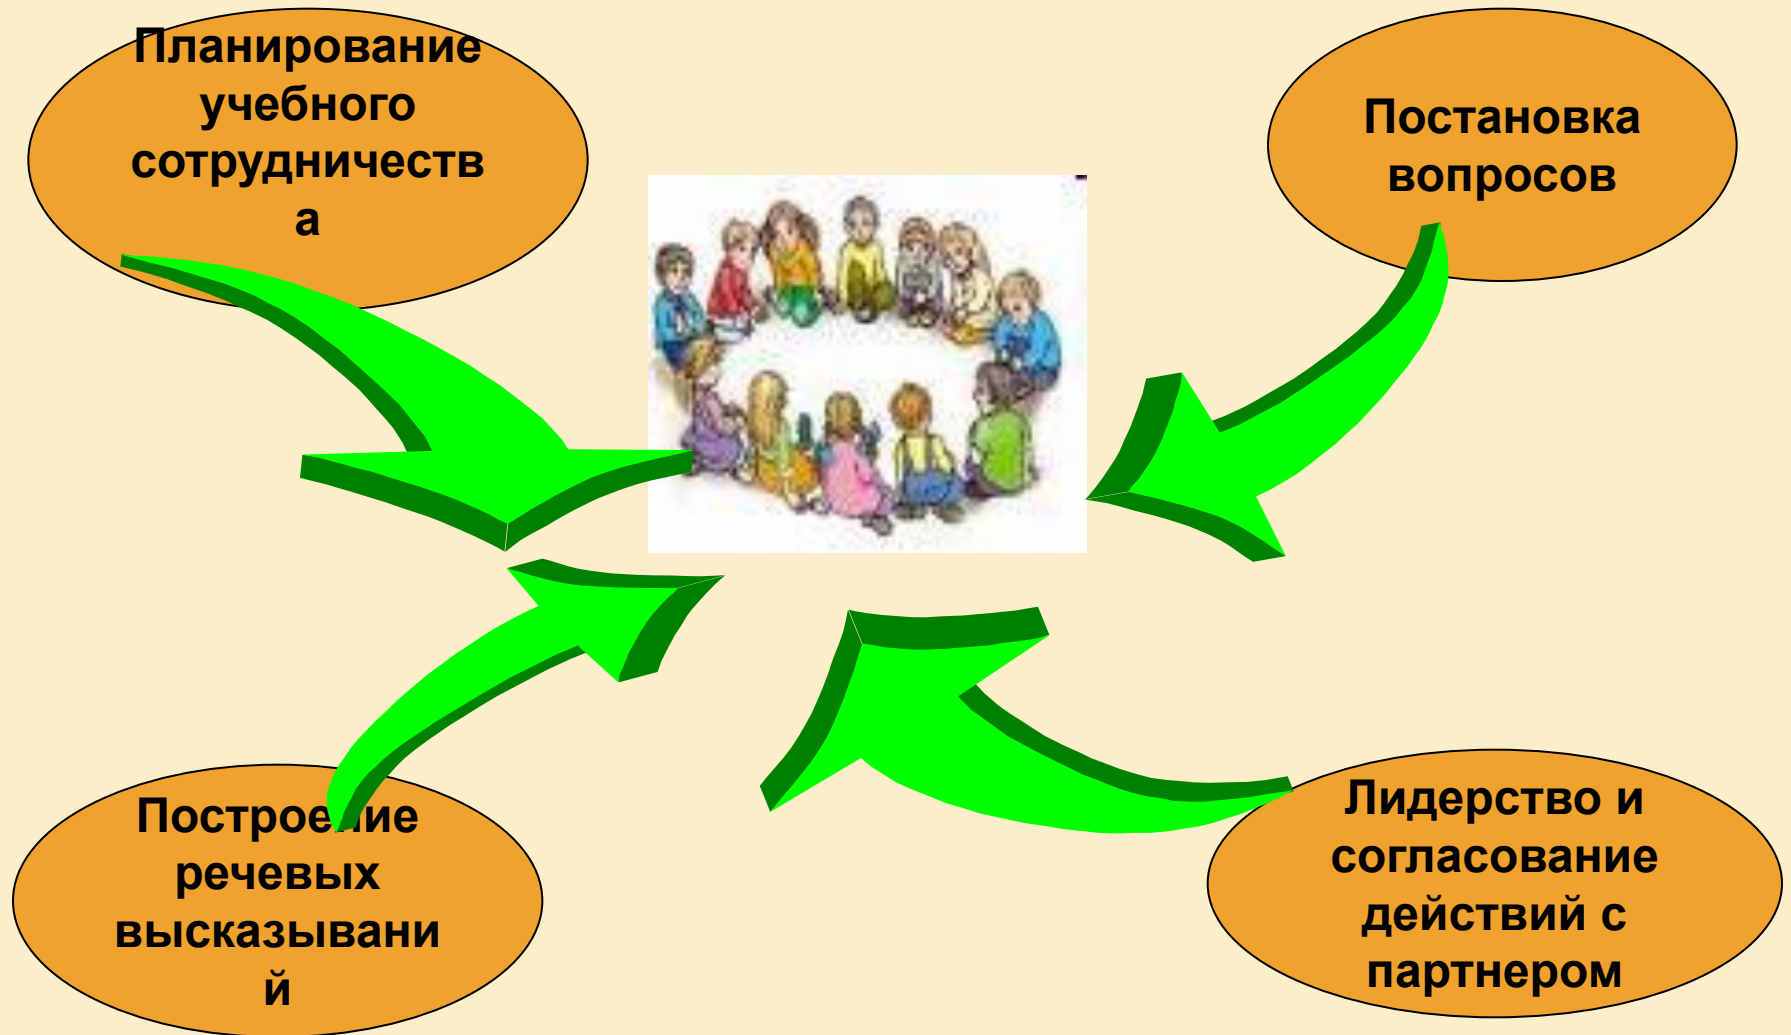 Планирование
учебного
сотрудничеств
а
Постановка
вопросов
Построение
речевых
высказывани
й
Лидерство и
согласование
действий с
партнером